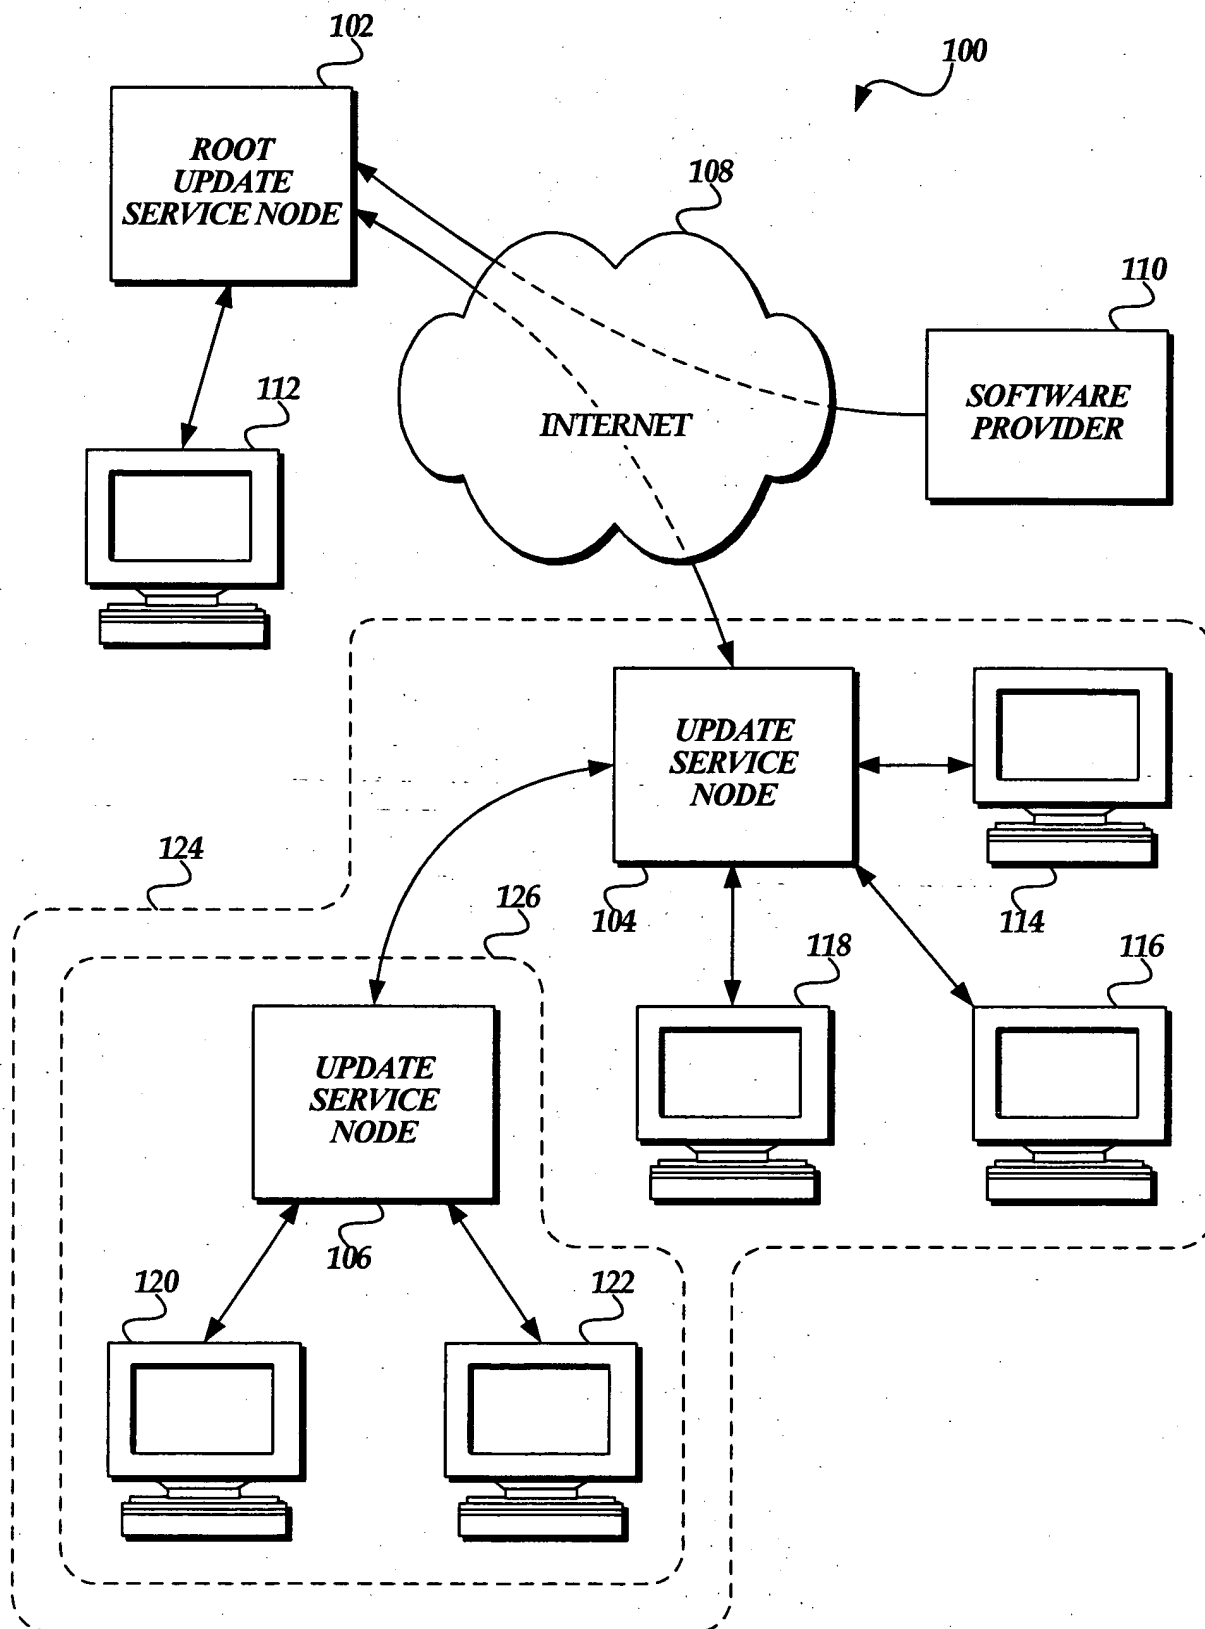 102
100
ROOT
UPDATE
SERVICE NODE
108
110
SOFTWARE
PROVIDER
112
INTERNET
UPDATE
SERVICE
NODE
124
126
104
114
118
116
UPDATE
SERVICE
NODE
106
120
122